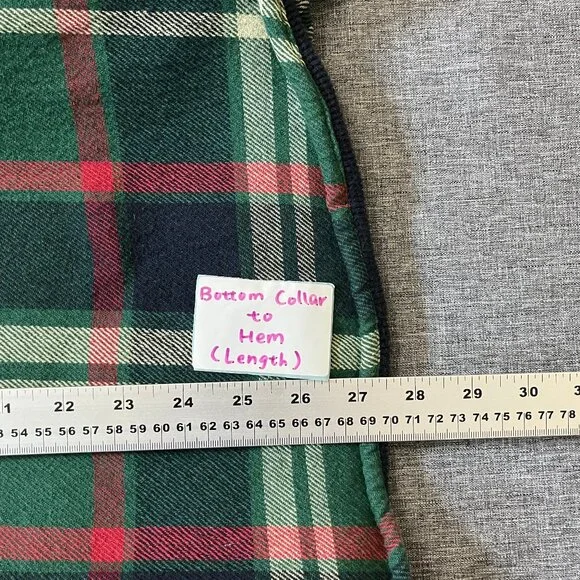 Bottom Collar
to
Hem
(Length)
22 23 24 25 26 27 28 29 30
54 55 56 57 58 59 60 61 62 63 64 65 66 67 68 69 70 71 72 73 74 75 76 77 78